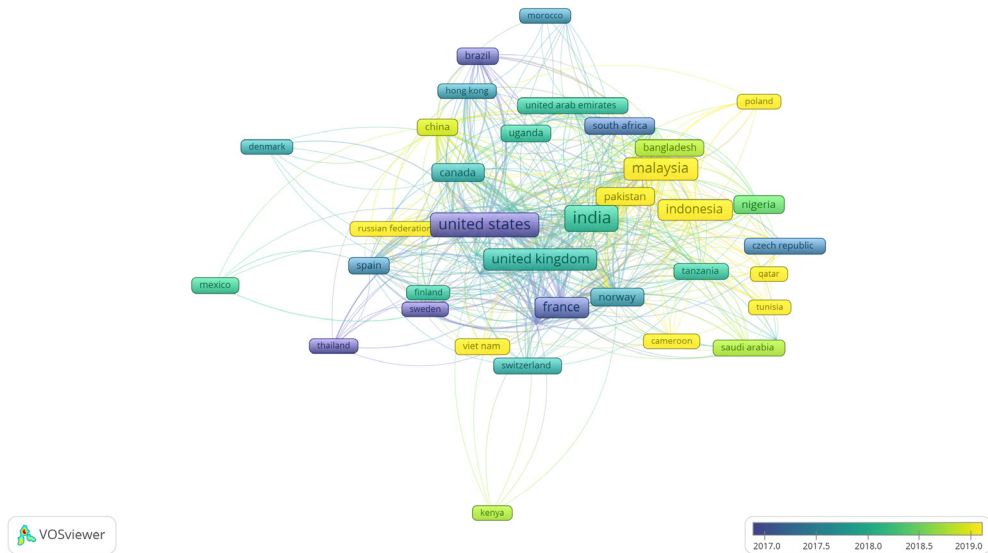 morocco
brazil
hong kong
united arab emirates
poland
china
uganda
south africa
denmark
bangladesh
canada
malaysia
pakistan
nigeria
indonesia
united states
india
russian federation
czech republic
united kingdom
spain
tanzania
qatar
mexico
finland
norway
sweden
france
tunisia
thailand
viet nam
cameroon
saudi arabia
switzerland
kenya
VOSviewer
2017.0 2017.5 2018.0 2018.5 2019.0